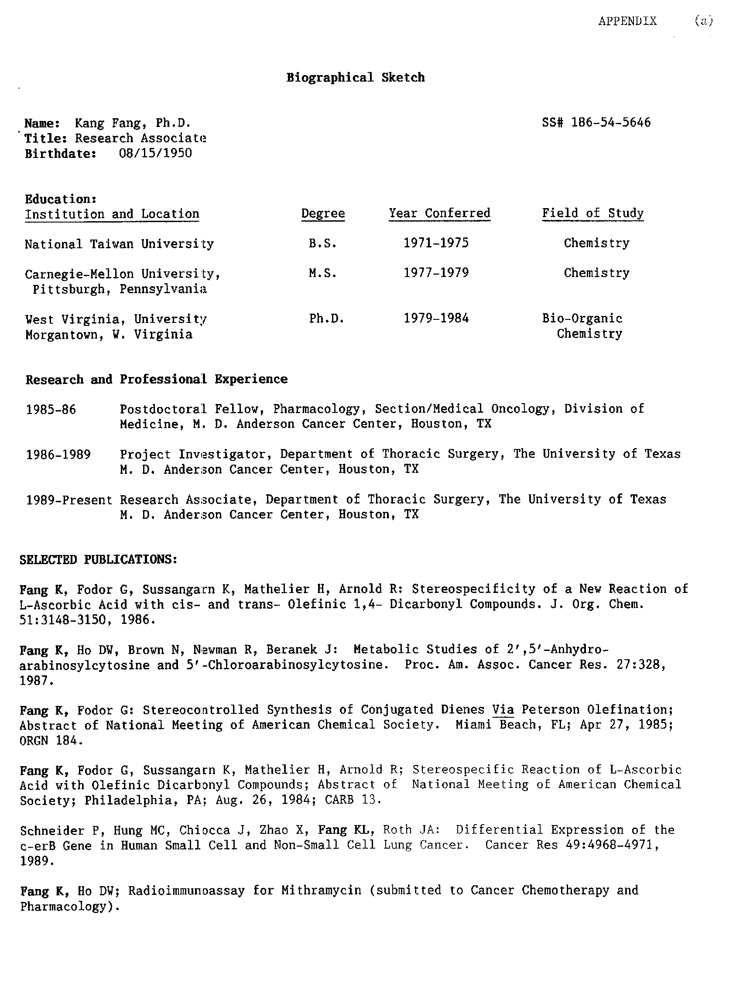 APPENDIX (a)
Biographical Sketch
Name: Kang Fang, Ph.D. SS# 186-54-5646
Title: Research Associate
Birthdate: 08/15/1950
Education:
Institution and Location Degree Year Conferred Field of Study
National Taiwan University B.S. 1971-1975 Chemistry
Carnegie-Mellon University, M.S. 1977-1979 Chemistry
Pittsburgh, Pennsylvania
West Virginia, University Ph.D. 1979-1984 Bio-Organic
Morgantown, W. Virginia Chemistry
Research and Professional Experience
1985-86 Postdoctoral Fellow, Pharmacology, Section/Medical Oncology, Division of
Medicine, M. D. Anderson Cancer Center, Houston, TX
1986-1989 Project Investigator, Department of Thoracic Surgery, The University of Texas
M. D. Anderson Cancer Center, Houston, TX
1989-Present Research Associate, Department of Thoracic Surgery, The University of Texas
M. D. Anderson Cancer Center, Houston, TX
SELECTED PUBLICATIONS:
Fang K, Fodor G, Sussangarn K, Mathelier H, Arnold R: Stereospecificity of a New Reaction of
L-Ascorbic Acid with cis- and trans- Olefinic 1,4- Dicarbonyl Compounds. J. Org. Chem.
51:3148-3150, 1986.
Fang K, Ho DW, Brown N, Newman R, Beranek J: Metabolic Studies of 2',5'-Anhydro-
arabinosylcytosine and 5'-Chloroarabinosylcytosine. Proc. Am. Assoc. Cancer Res. 27:328,
1987.
Fang K, Fodor G: Stereocontrolled Synthesis of Conjugated Dienes Via Peterson Olefination;
Abstract of National Meeting of American Chemical Society. Miami Beach, FL; Apr 27, 1985;
ORGN 184.
Fang K, Fodor G, Sussangarn K, Mathelier H, Arnold R; Stereospecific Reaction of L-Ascorbic
Acid with Olefinic Dicarbonyl Compounds; Abstract of National Meeting of American Chemical
Society; Philadelphia, PA; Aug. 26, 1984; CARB 13.
Schneider P, Hung MC, Chiocca J, Zhao X, Fang KL, Roth JA: Differential Expression of the
c-erB Gene in Human Small Cell and Non-Small Cell Lung Cancer. Cancer Res 49:4968-4971,
1989.
Fang K, Ho DW; Radioimmunoassay for Mithramycin (submitted to Cancer Chemotherapy and
Pharmacology).